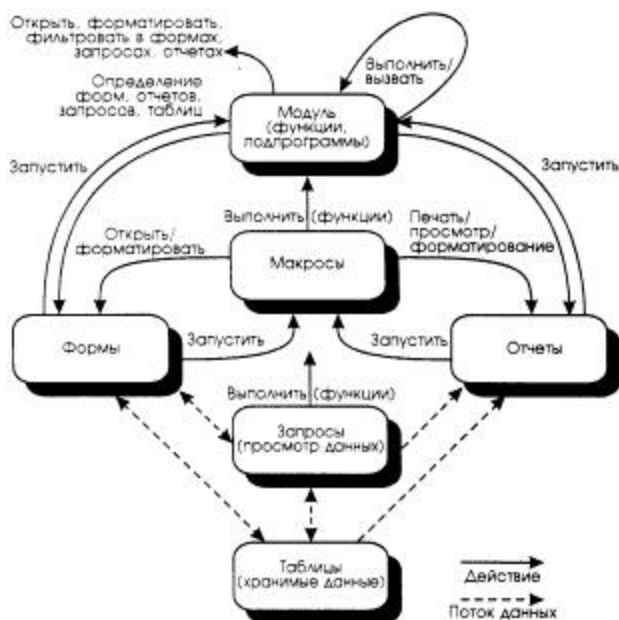 Открыть, форматировать,
фильтровать в формах,
запросах, отчетах
Выполнить/
вызвать
Определение
форм, отчетов,
запросов, таблиц
Модуль
(функции,
подпрограммы)
Запустить
Запустить
Выполнить (функции)
Открыть/
форматировать
Печать/
просмотр/
форматирование
Макросы
Формы
Запустить
Запустить
Отчеты
Выполнить (функции)
Запросы
(просмотр данных)
Таблицы
(хранимые данные)
Действие
Поток данных